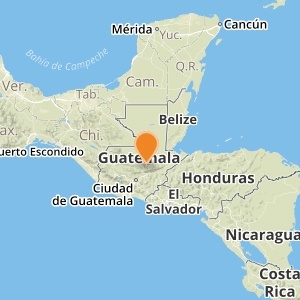 Cancún
Mérida
Yuc.
Bahía de Campeche
Cam.
Ver.
Tab.
Belize
Chi.
ax.
uerto Escondido
Guatemala
Honduras
Ciudad
de Guatemala
El
Salvador
Nicaragua
Costa
Rica